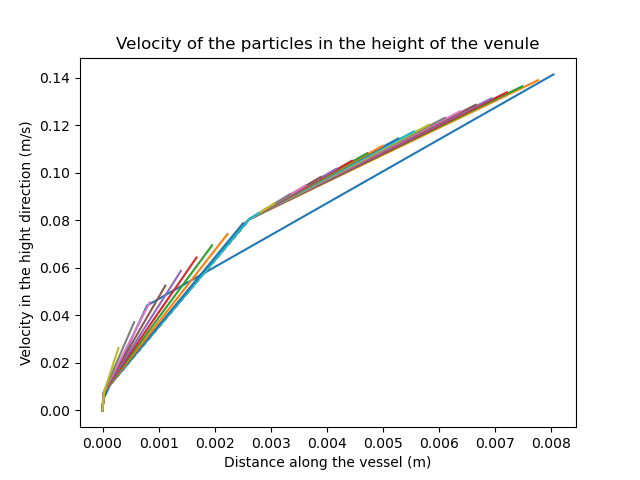 Velocity of the particles in the height of the venule
Velocity in the hight direction (m/s)
0.14
0.12
0.10
0.08
0.06
0.04
0.02
0.00
0.000 0.001 0.002 0.003 0.004 0.005 0.006 0.007 0.008
Distance along the vessel (m)